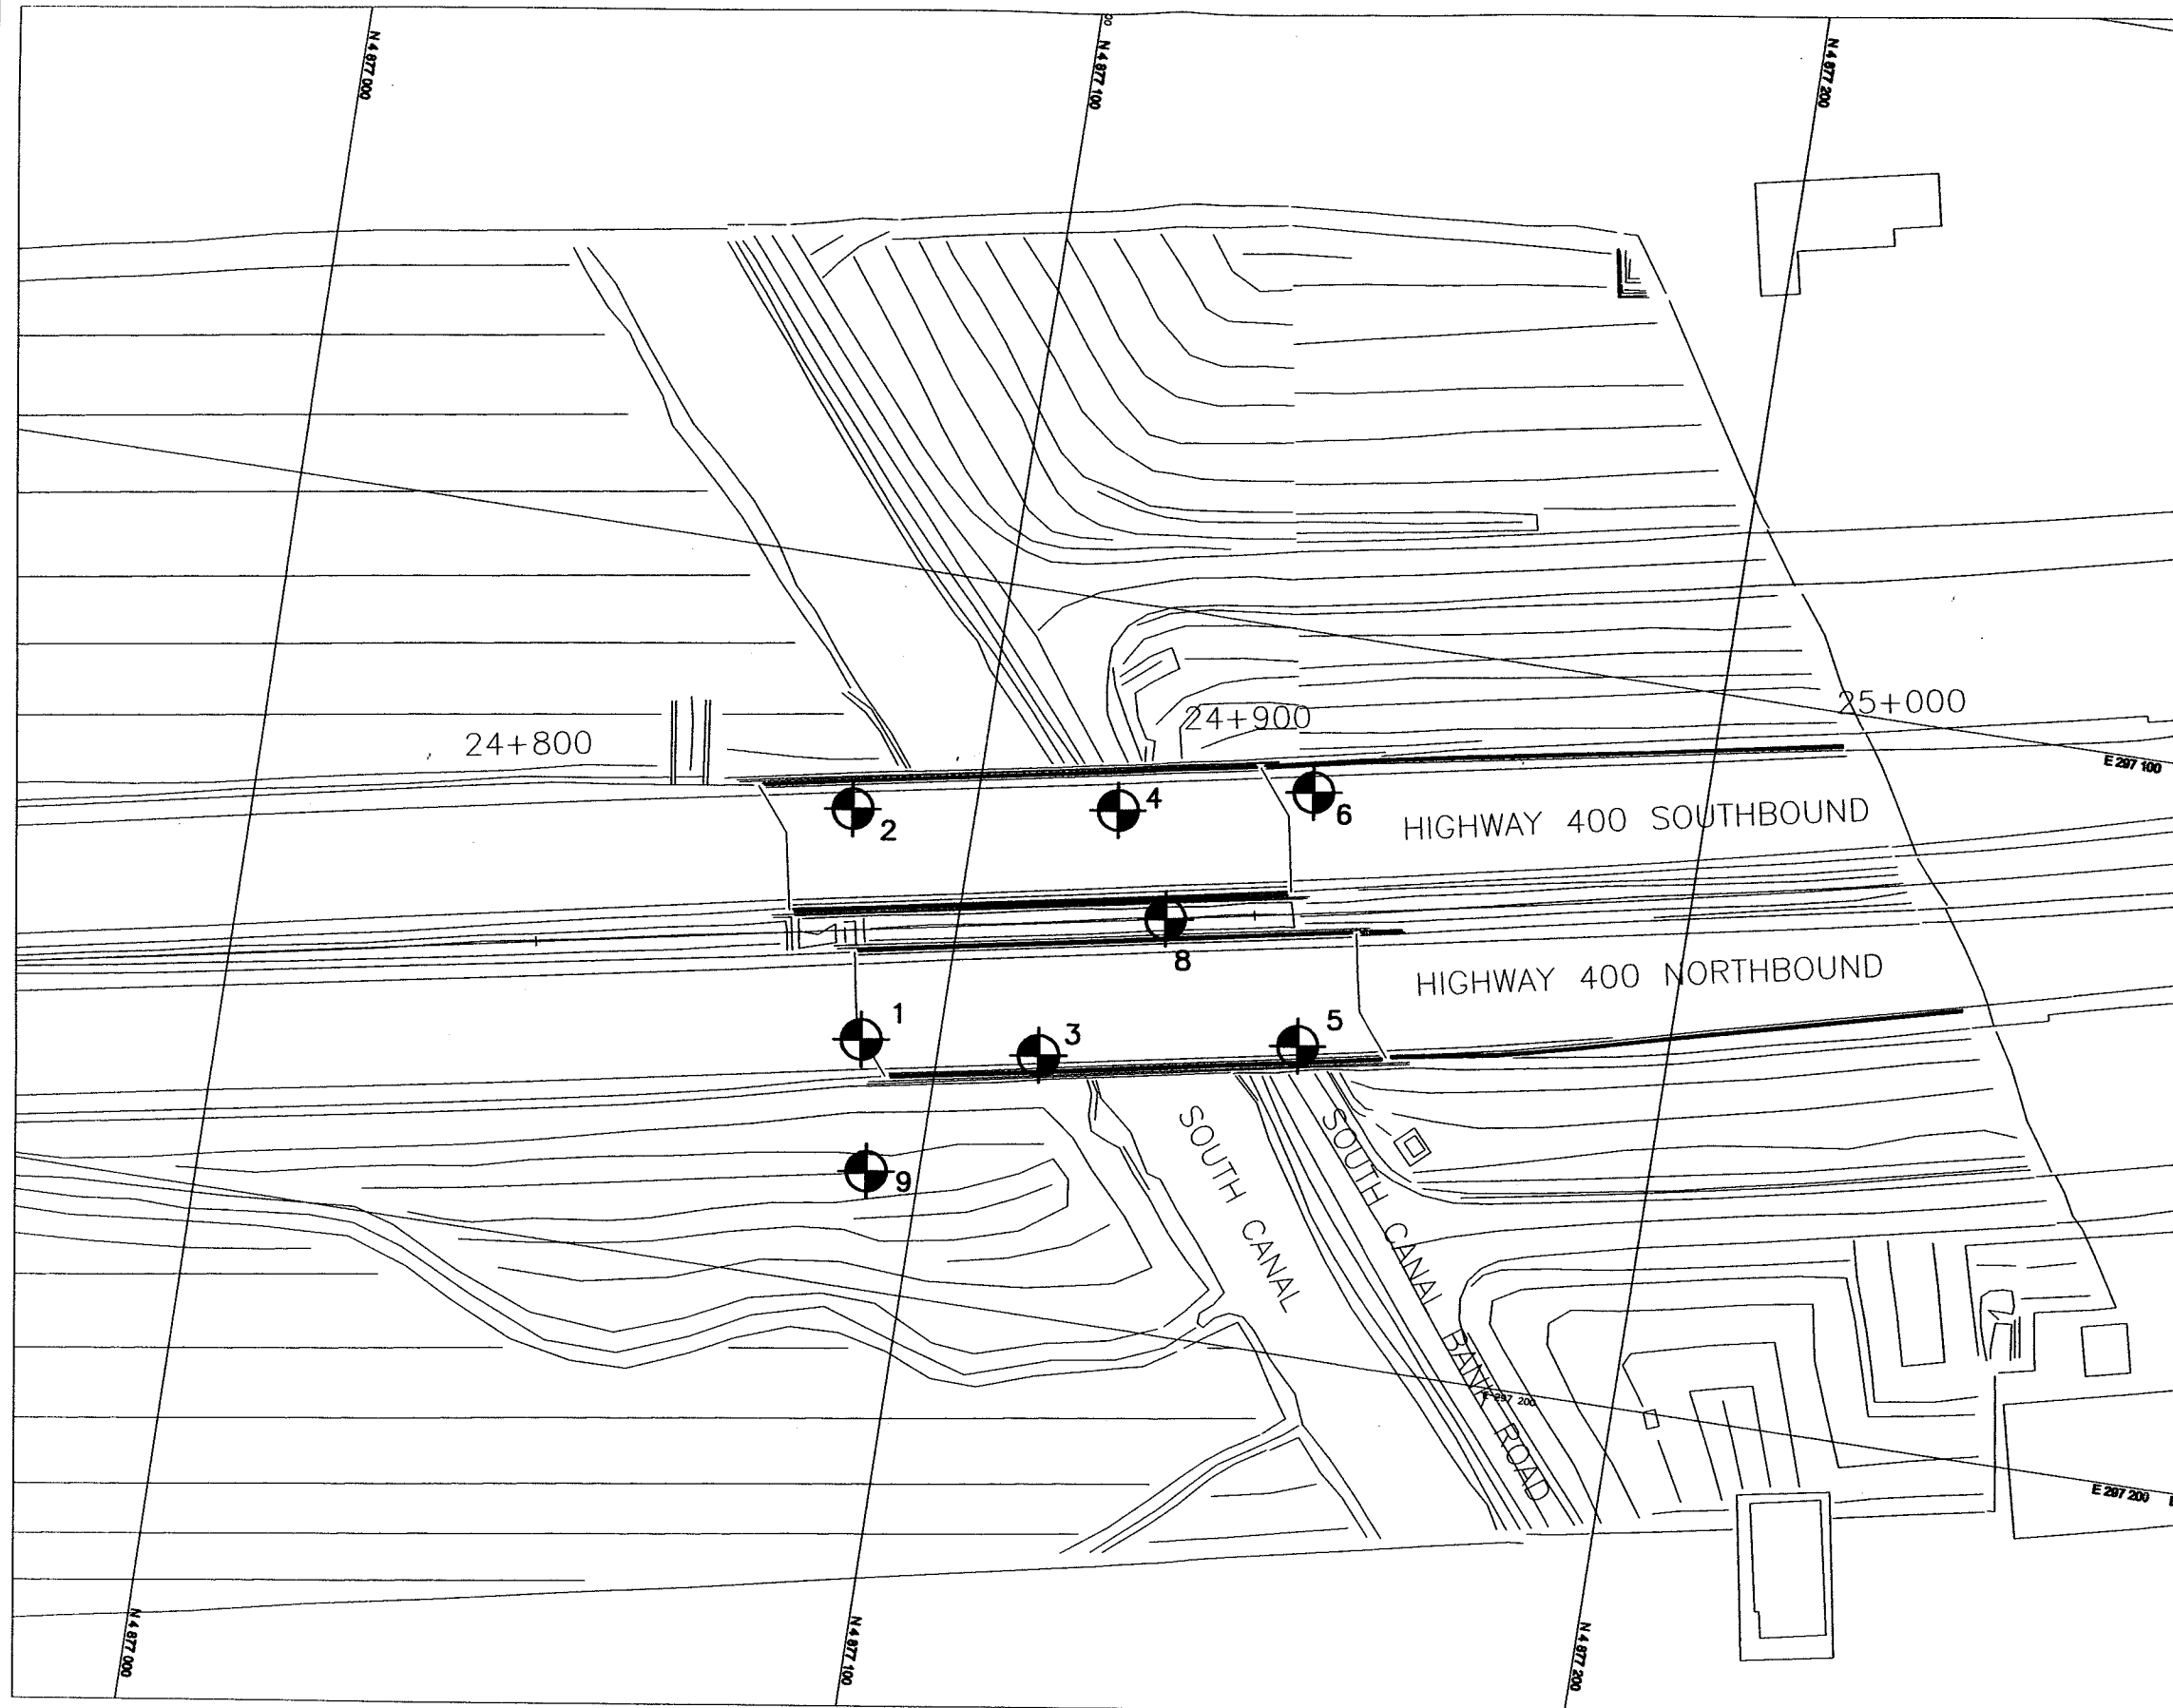 N 4 877 000
00
N 4 877 100
N 4 877 200
24+800
24+900
25+000
E 297 100
2
4
6
HIGHWAY 400 SOUTHBOUND
8
HIGHWAY 400 NORTHBOUND
1
3
5
9
SOUTH CANAL
SOUTH CANAL BANK ROAD
E 297 200
E 297 200
N 4 877 000
N 4 877 100
N 4 877 200